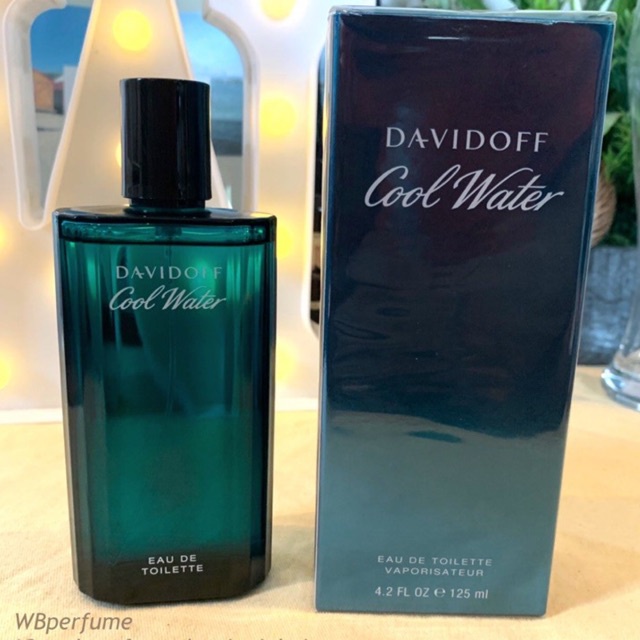 DAVIDOFF
Cool Water
EAU DE
TOILETTE
DAVIDOFF
Cool Water
EAU DE TOILETTE
VAPORISATEUR
4.2 FL OZ ℮ 125 ml
WBperfume